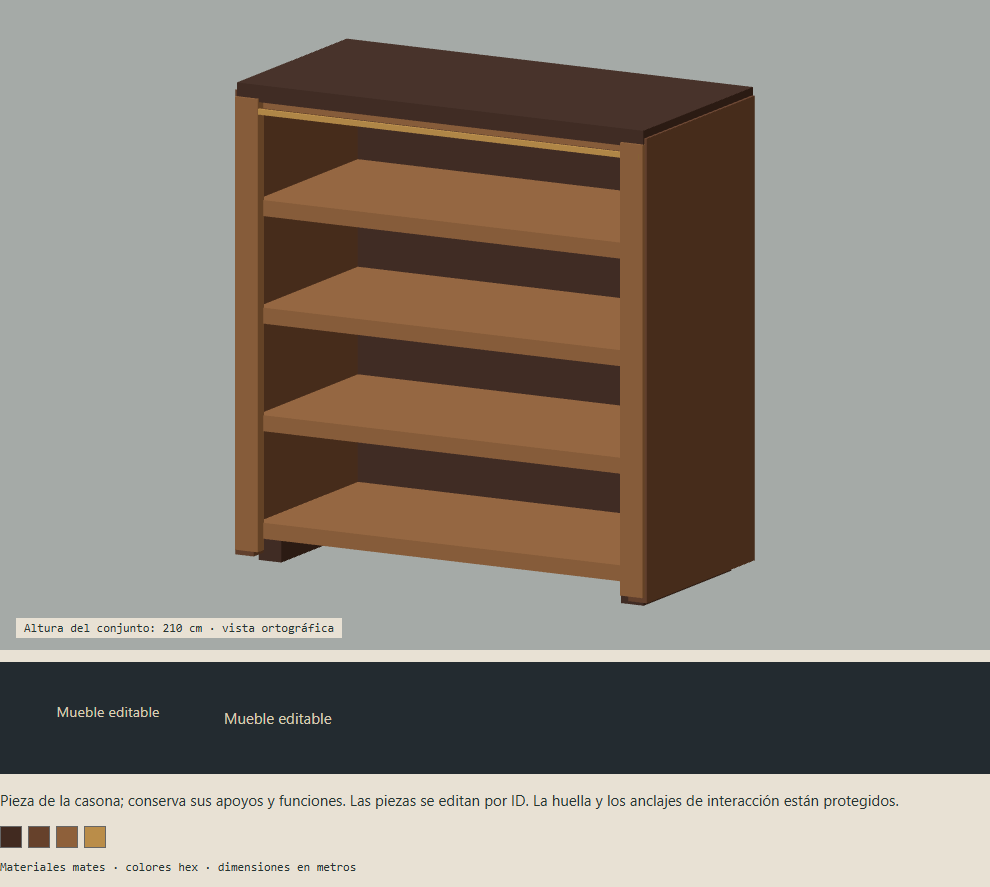 Altura del conjunto: 210 cm · vista ortográfica
Mueble editable
Mueble editable
Pieza de la casona; conserva sus apoyos y funciones. Las piezas se editan por ID. La huella y los anclajes de interacción están protegidos.
Materiales mates · colores hex · dimensiones en metros